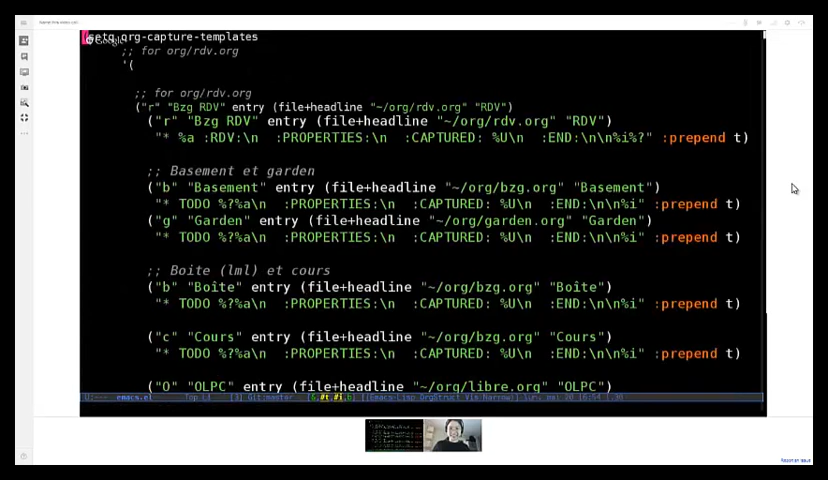 (setq org-capture-templates
;; for org/rdv.org
'(
;; for org/rdv.org
("r" "Bzg RDV" entry (file+headline "~/org/rdv.org" "RDV")
("r" "Bzg RDV" entry (file+headline "~/org/rdv.org" "RDV")
"* %a :RDV:\n  :PROPERTIES:\n  :CAPTURED: %U\n  :END:\n\n%i%?" :prepend t)
;; Basement et garden
("b" "Basement" entry (file+headline "~/org/bzg.org" "Basement")
"* TODO %?%a\n  :PROPERTIES:\n  :CAPTURED: %U\n  :END:\n\n%i" :prepend t)
("g" "Garden" entry (file+headline "~/org/garden.org" "Garden")
"* TODO %?%a\n  :PROPERTIES:\n  :CAPTURED: %U\n  :END:\n\n%i" :prepend t)
;; Boite (lml) et cours
("b" "Boîte" entry (file+headline "~/org/bzg.org" "Boîte")
"* TODO %?%a\n  :PROPERTIES:\n  :CAPTURED: %U\n  :END:\n\n%i" :prepend t)
("c" "Cours" entry (file+headline "~/org/bzg.org" "Cours")
"* TODO %?%a\n  :PROPERTIES:\n  :CAPTURED: %U\n  :END:\n\n%i" :prepend t)
("O" "OLPC" entry (file+headline "~/org/libre.org" "OLPC")
emacs.el Top L1 [3] Git:master